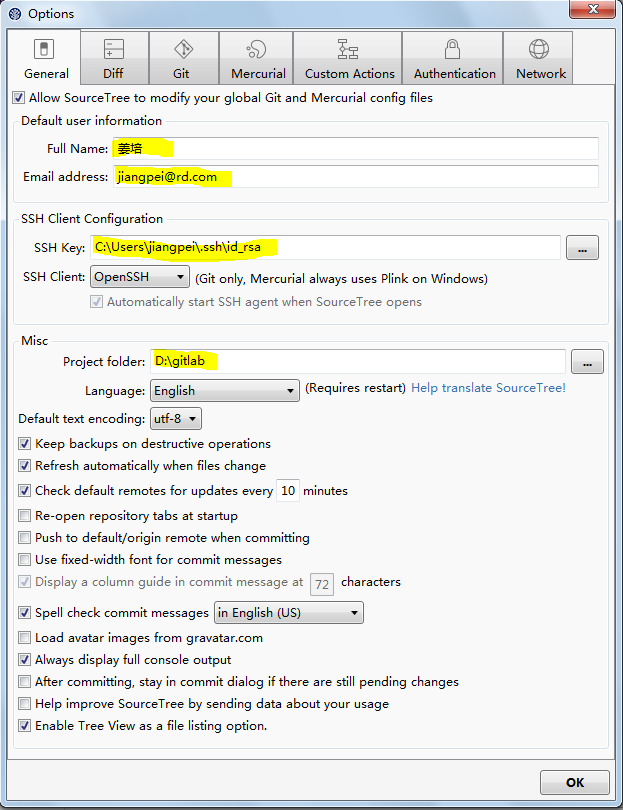 Options
General Diff Git Mercurial Custom Actions Authentication Network
Allow SourceTree to modify your global Git and Mercurial config files
Default user information
Full Name: 姜培
Email address: jiangpei@rd.com
SSH Client Configuration
SSH Key: C:\Users\jiangpei\.ssh\id_rsa ...
SSH Client: OpenSSH (Git only, Mercurial always uses Plink on Windows)
Automatically start SSH agent when SourceTree opens
Misc
Project folder: D:\gitlab ...
Language: English (Requires restart) Help translate SourceTree!
Default text encoding: utf-8
Keep backups on destructive operations
Refresh automatically when files change
Check default remotes for updates every 10 minutes
Re-open repository tabs at startup
Push to default/origin remote when committing
Use fixed-width font for commit messages
Display a column guide in commit message at 72 characters
Spell check commit messages in English (US)
Load avatar images from gravatar.com
Always display full console output
After committing, stay in commit dialog if there are still pending changes
Help improve SourceTree by sending data about your usage
Enable Tree View as a file listing option.
OK